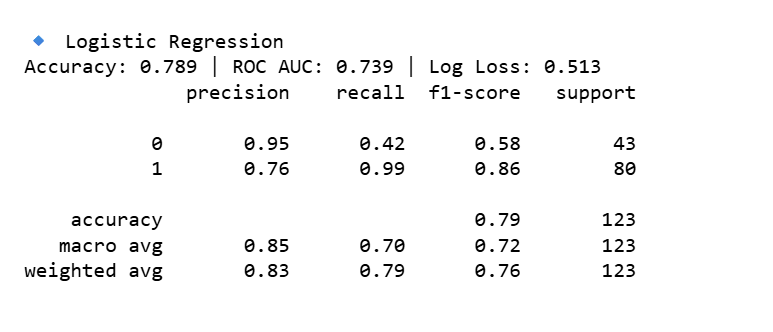 🔹 Logistic Regression
Accuracy: 0.789 | ROC AUC: 0.739 | Log Loss: 0.513
precision recall f1-score support
0 0.95 0.42 0.58 43
1 0.76 0.99 0.86 80
accuracy 0.79 123
macro avg 0.85 0.70 0.72 123
weighted avg 0.83 0.79 0.76 123